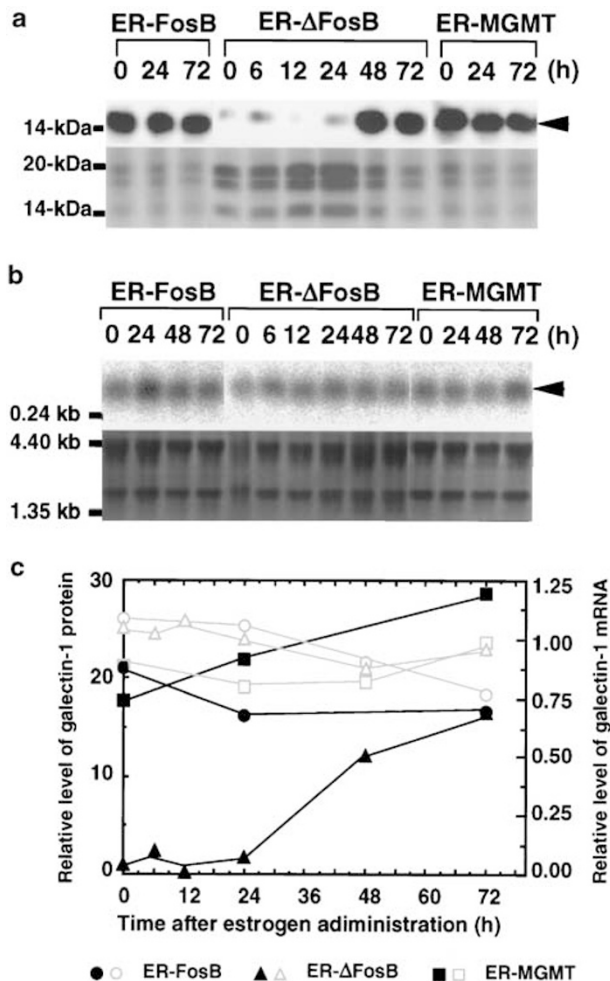 a
ER-FosB ER-ΔFosB ER-MGMT
0 24 72 0 6 12 24 48 72 0 24 72 (h)
14-kDa
20-kDa
14-kDa
b
ER-FosB ER-ΔFosB ER-MGMT
0 24 48 72 0 6 12 24 48 72 0 24 48 72 (h)
0.24 kb
4.40 kb
1.35 kb
c
Relative level of galectin-1 protein
30
20
10
0
1.25
1.00
0.75
0.50
0.25
0.00
Relative level of galectin-1 mRNA
0 12 24 36 48 60 72
Time after estrogen adiministration (h)
ER-FosB ER-ΔFosB ER-MGMT